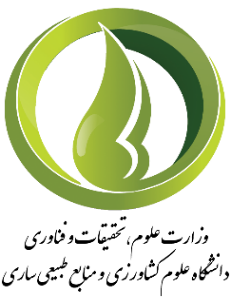 وزارت علوم، تحقیقات و فناوری
دانشگاه علوم کشاورزی و منابع طبیعی ساری